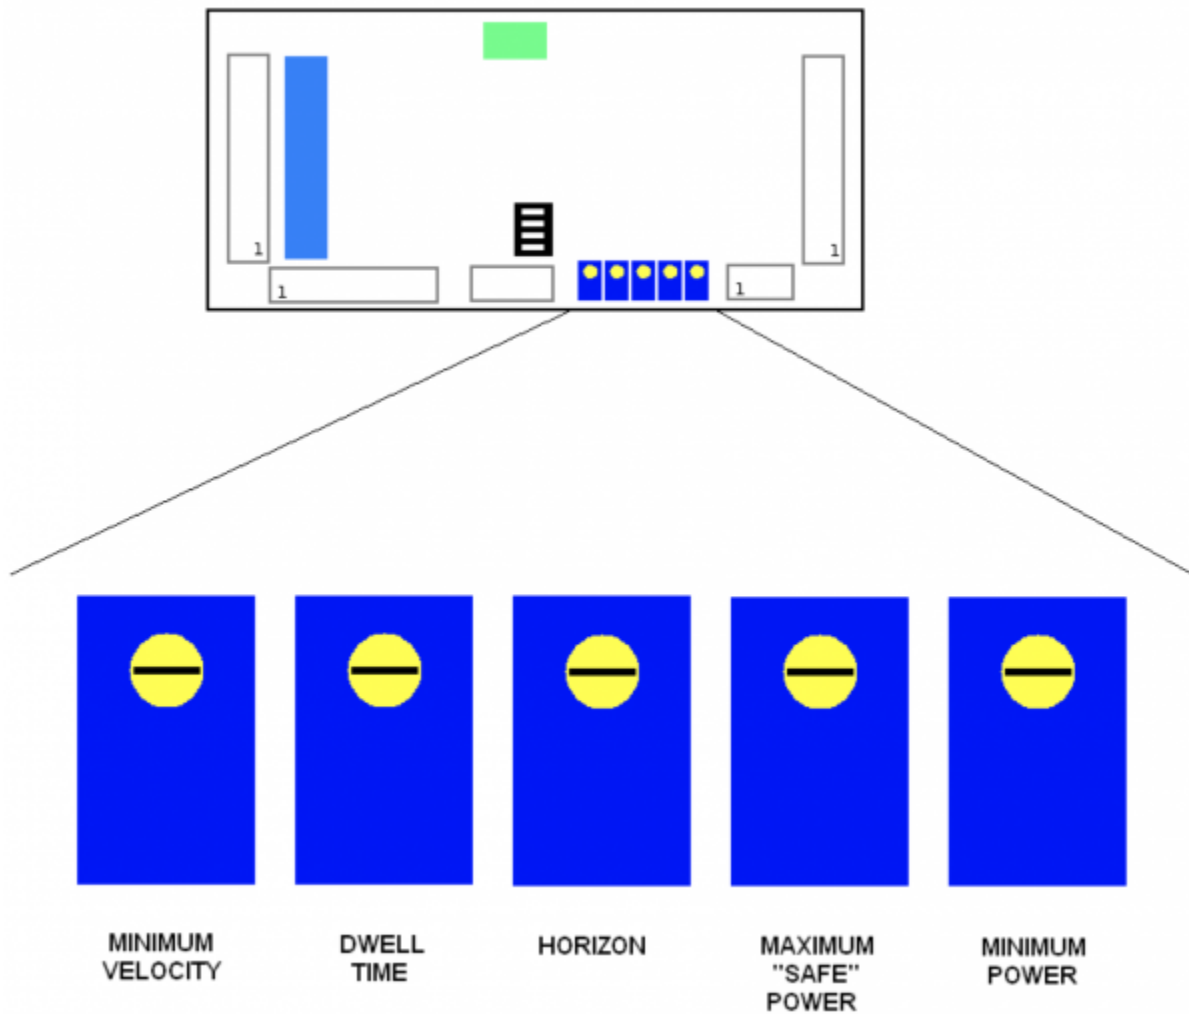 1
1
1
1
MINIMUM
VELOCITY
DWELL
TIME
HORIZON
MAXIMUM
"SAFE"
POWER
MINIMUM
POWER